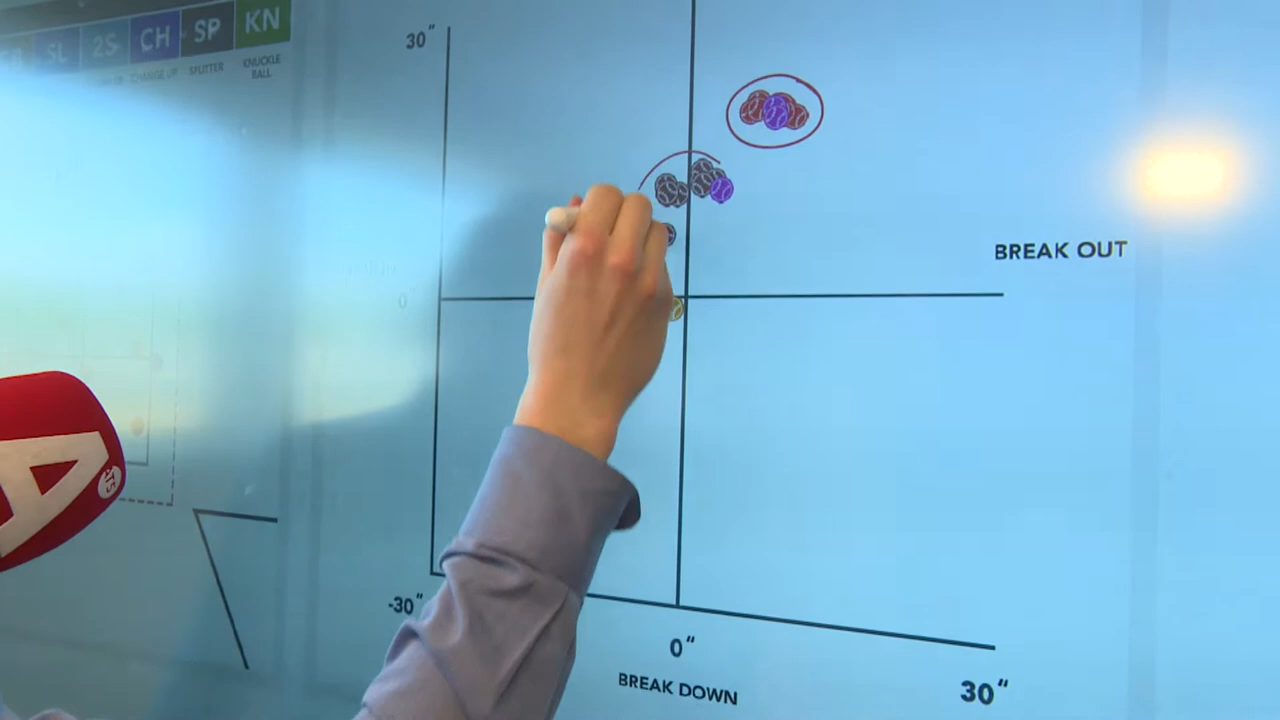 SL
2S
CH
SP
KN
CHANGE UP
SPLITTER
KNUCKLE
BALL
30"
0"
BREAK OUT
-30"
0"
30"
BREAK DOWN
A
AT5